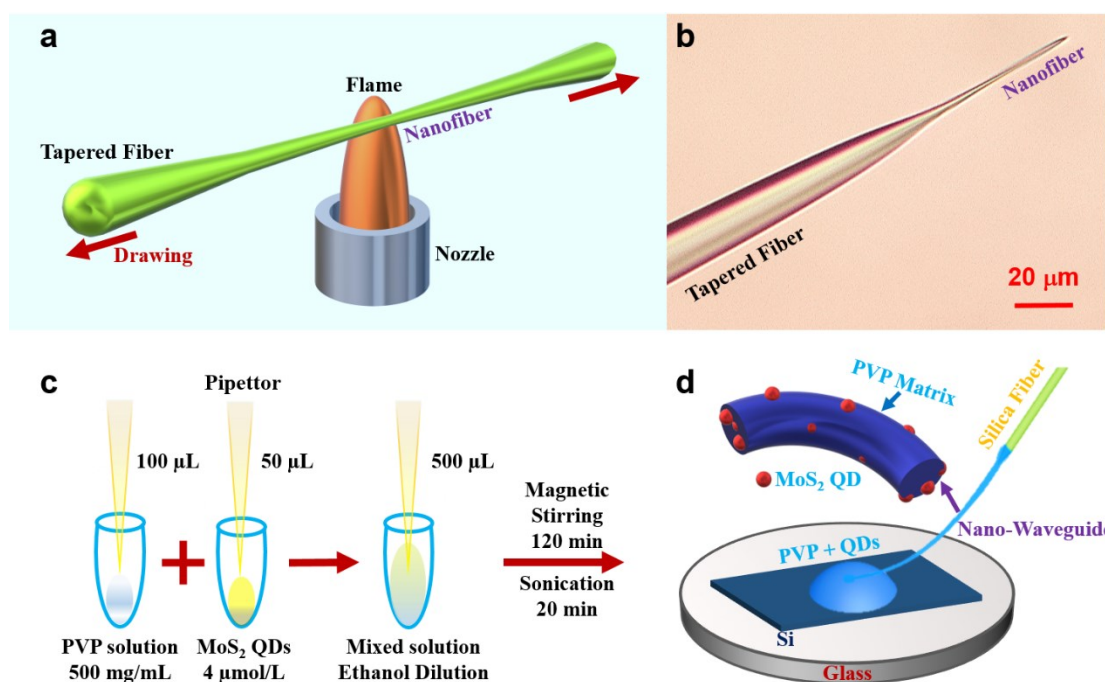 a
Flame
Nanofiber
Tapered Fiber
Drawing
Nozzle
b
Nanofiber
Tapered Fiber
20 μm
c
Pipettor
100 μL
50 μL
500 μL
PVP solution
500 mg/mL
MoS₂ QDs
4 μmol/L
Mixed solution
Ethanol Dilution
Magnetic
Stirring
120 min
Sonication
20 min
d
PVP Matrix
Silica Fiber
MoS₂ QD
Nano-Waveguide
PVP + QDs
Si
Glass